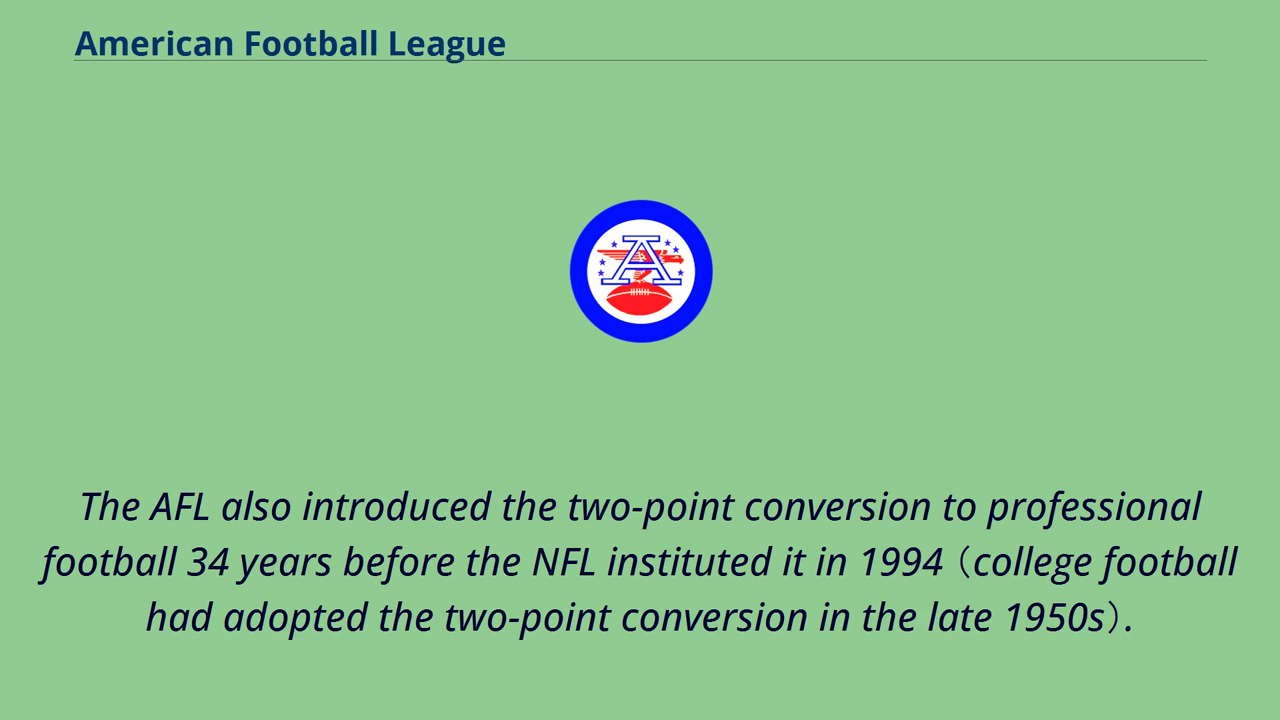 American Football League
A
The AFL also introduced the two-point conversion to professional
football 34 years before the NFL instituted it in 1994（college football
had adopted the two-point conversion in the late 1950s）.